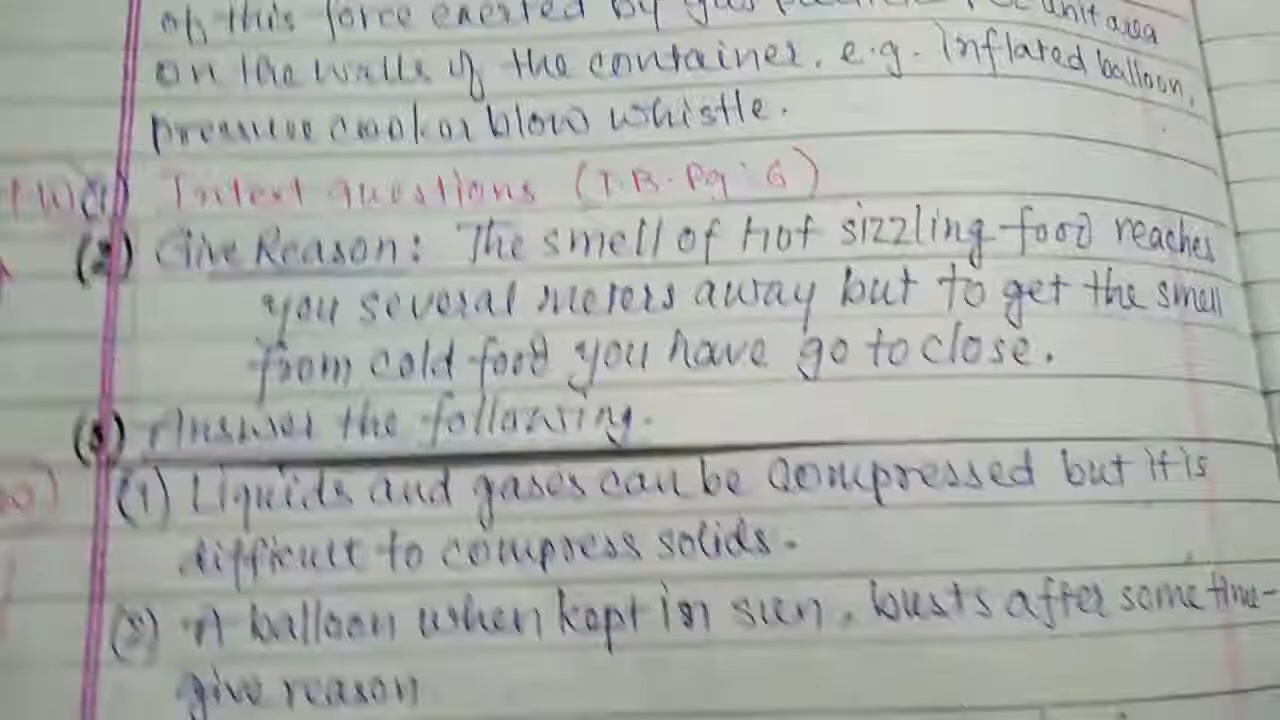 of this force exerted by gas unit area
on the walls of the container. e.g. Inflated balloon,
pressure cooker blow whistle.
Intext questions (T.B. Pg: 6)
(2) Give Reason: The smell of hot sizzling food reaches
you several meters away but to get the smell
from cold food you have go to close.
(3) Answer the following.
(1) Liquids and gases can be compressed but it is
difficult to compress solids.
(2) A balloon when kept in sun, busts after some time-
give reason